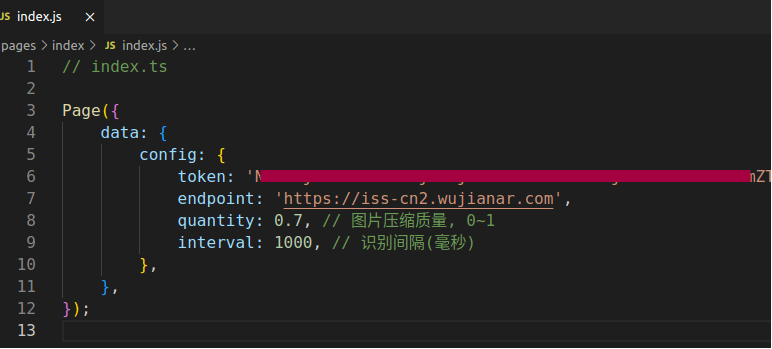 index.js
pages > index > JS index.js > ...
1 // index.ts
2
3 Page({
4 data: {
5 config: {
6 token: 'mZT
7 endpoint: 'https://iss-cn2.wujianar.com',
8 quantity: 0.7, // 图片压缩质量, 0~1
9 interval: 1000, // 识别间隔(毫秒)
10 },
11 },
12 });
13